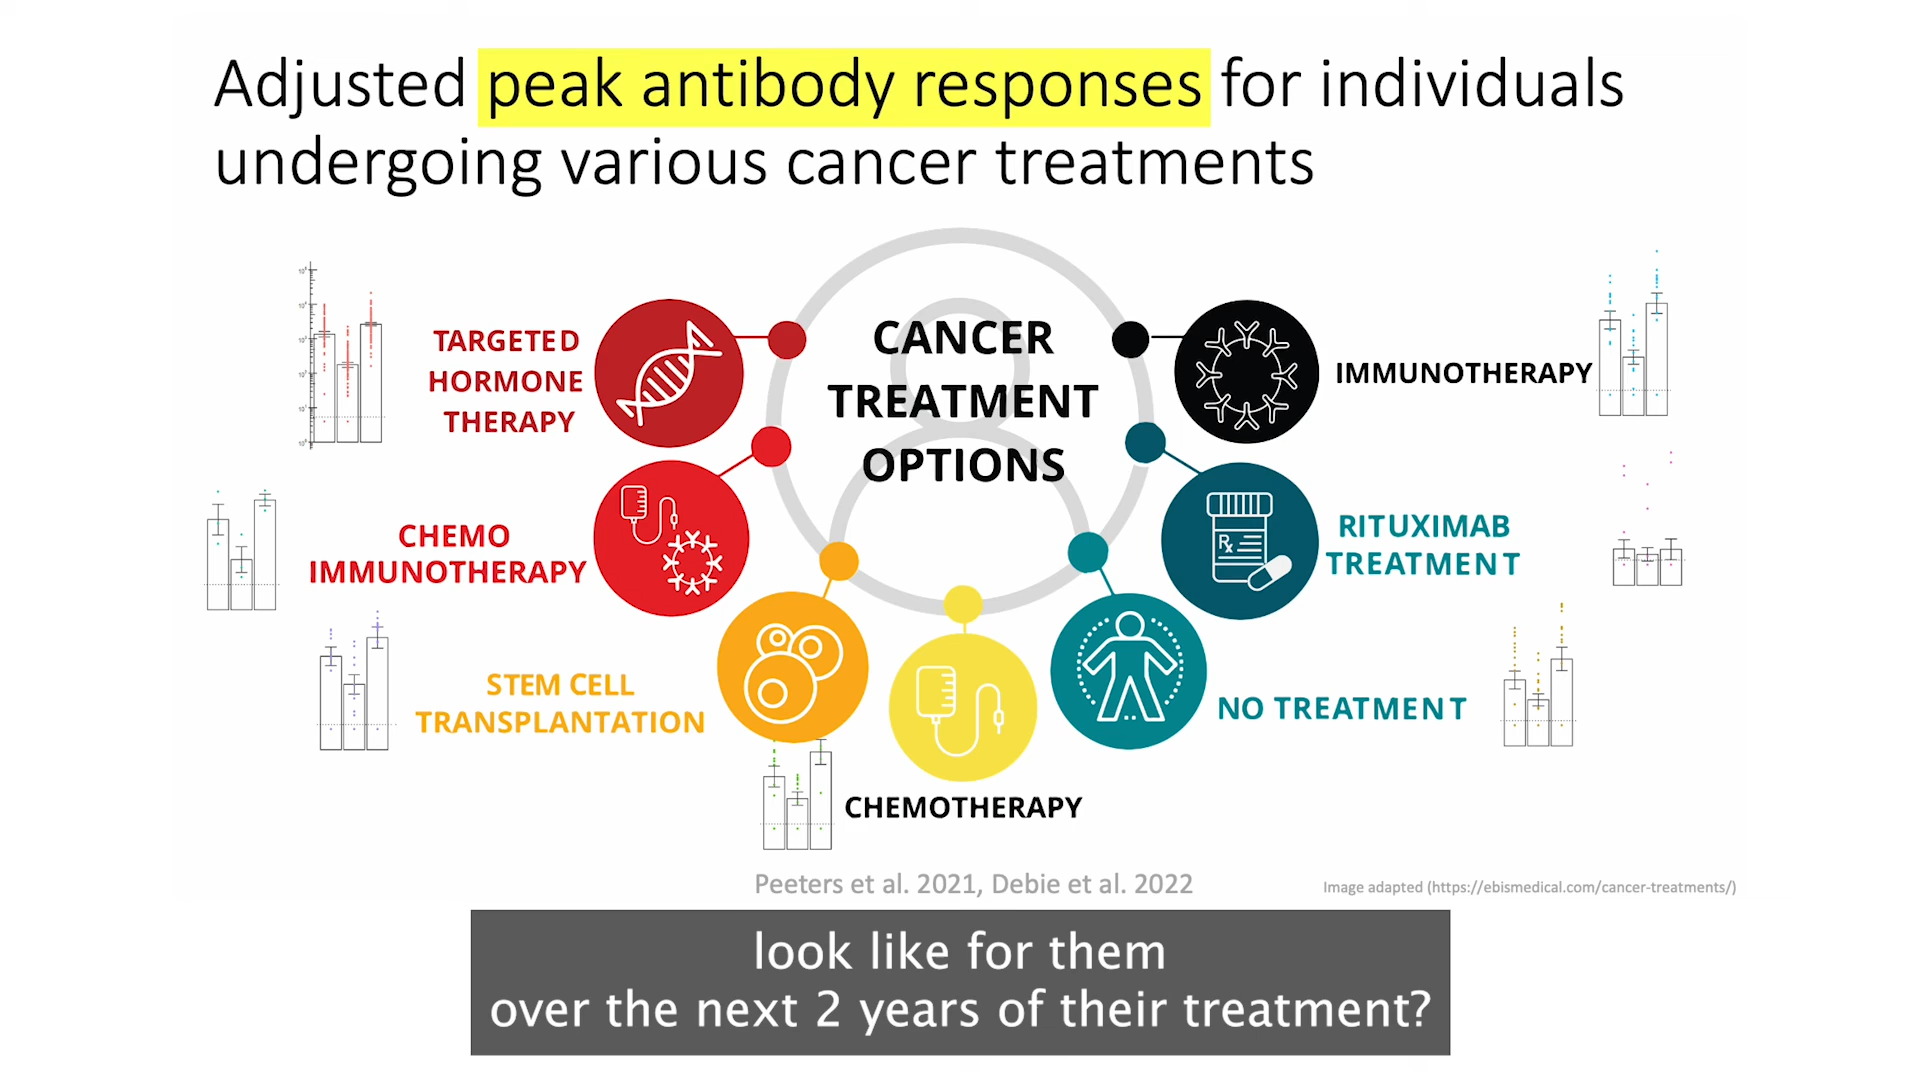 Adjusted peak antibody responses for individuals
undergoing various cancer treatments
TARGETED
HORMONE
THERAPY
CANCER
TREATMENT
OPTIONS
IMMUNOTHERAPY
CHEMO
IMMUNOTHERAPY
RITUXIMAB
TREATMENT
Rx
STEM CELL
TRANSPLANTATION
NO TREATMENT
CHEMOTHERAPY
Peeters et al. 2021, Debie et al. 2022
Image adapted (https://ebismedical.com/cancer-treatments/)
look like for them
over the next 2 years of their treatment?